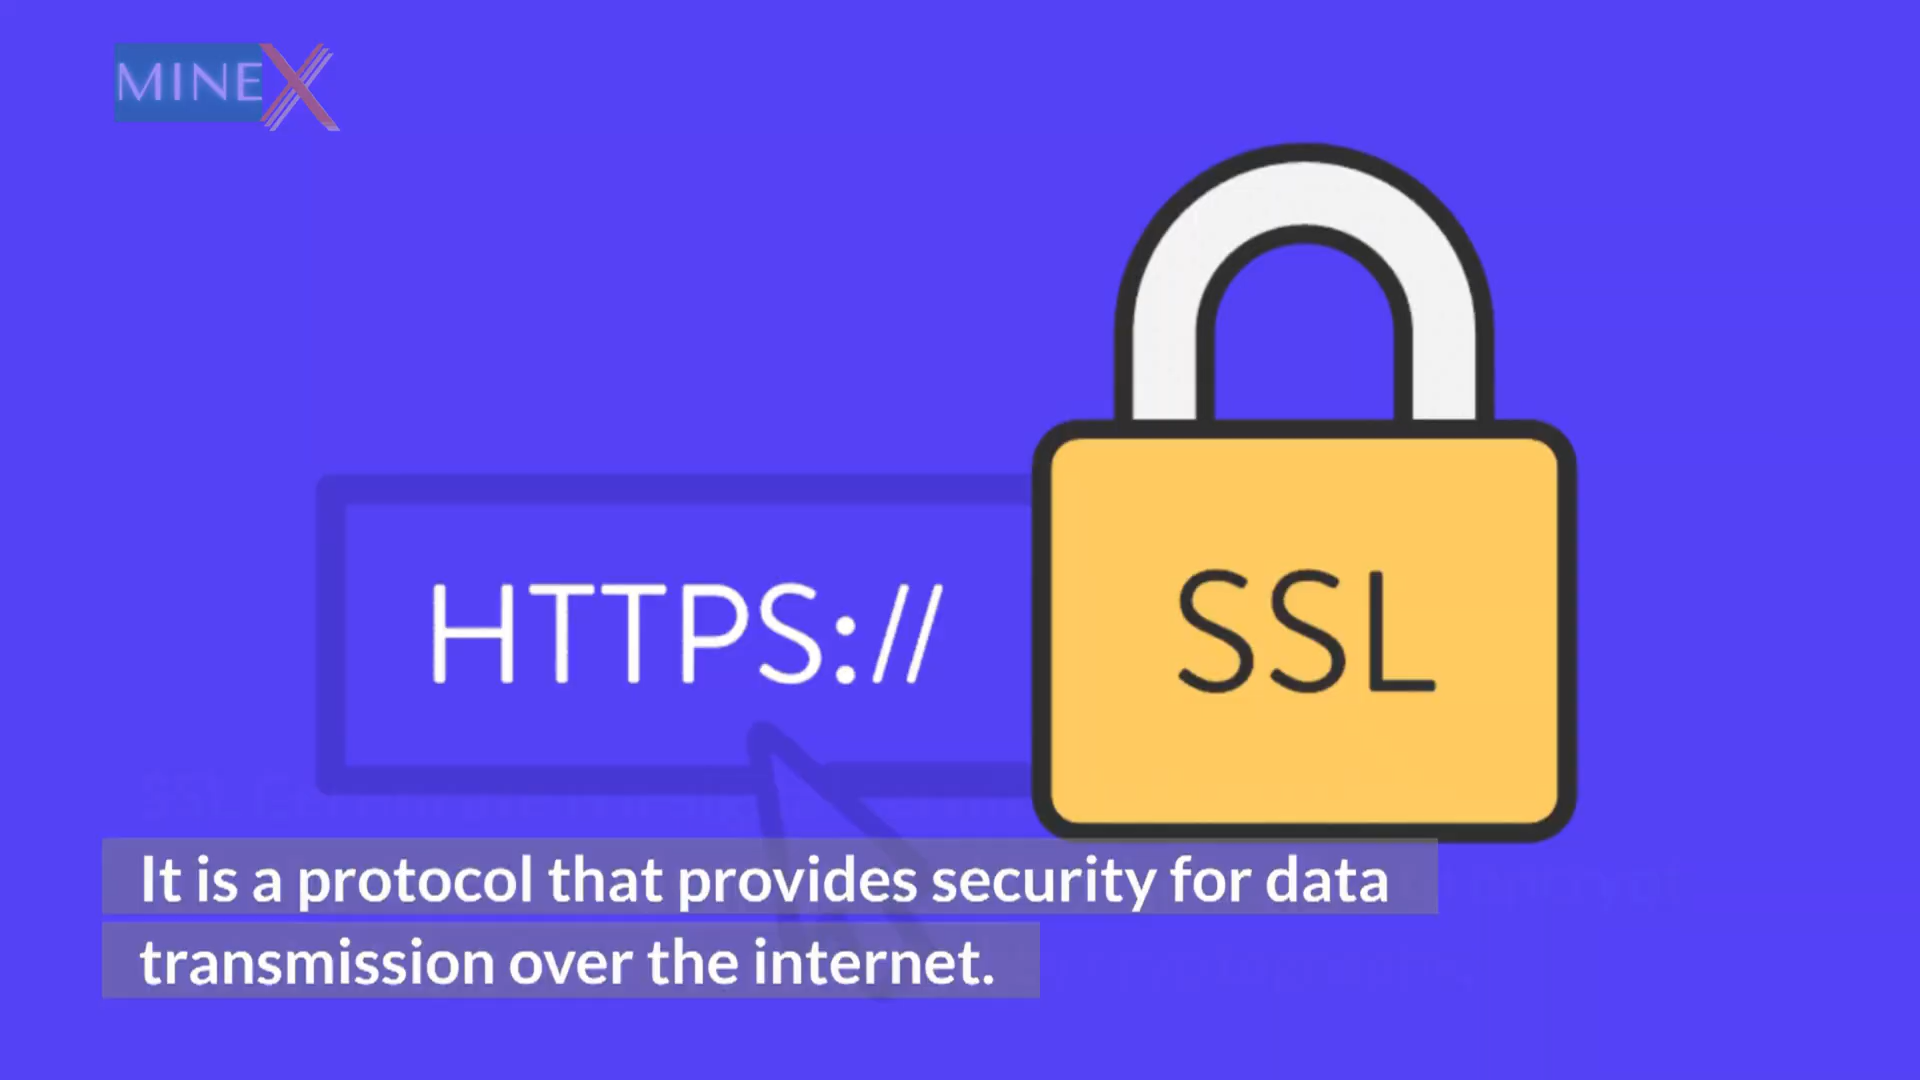 MINEX
HTTPS://
SSL
It is a protocol that provides security for data
transmission over the internet.